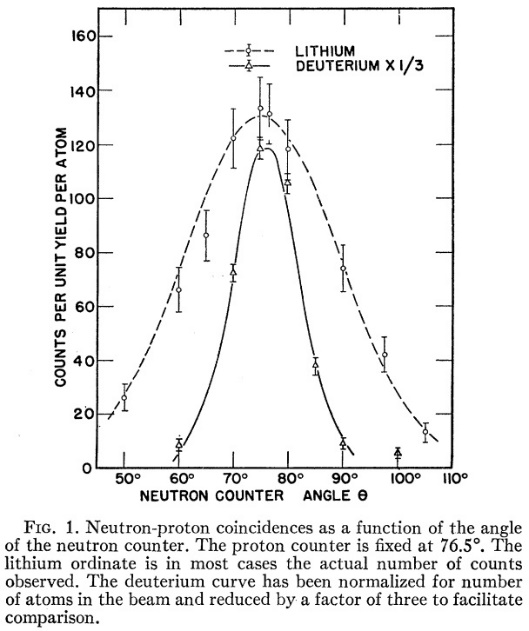 160
LITHIUM
DEUTERIUM X 1/3
140
120
100
80
60
40
20
0
COUNTS PER UNIT YIELD PER ATOM
50° 60° 70° 80° 90° 100° 110°
NEUTRON COUNTER ANGLE θ
FIG. 1. Neutron-proton coincidences as a function of the angle
of the neutron counter. The proton counter is fixed at 76.5°. The
lithium ordinate is in most cases the actual number of counts
observed. The deuterium curve has been normalized for number
of atoms in the beam and reduced by a factor of three to facilitate
comparison.